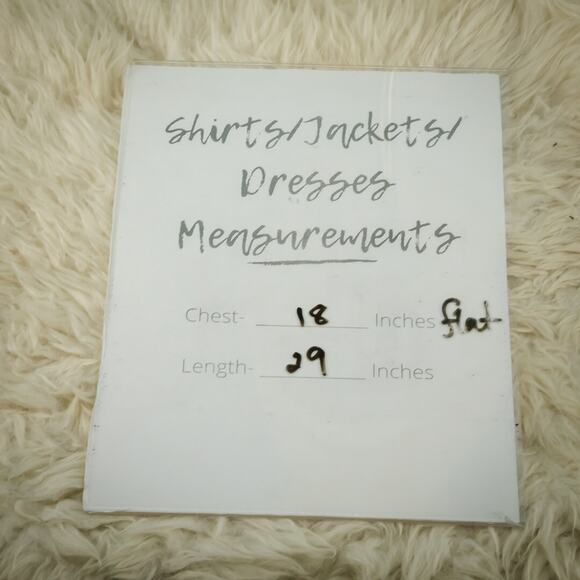 Shirts/Jackets/
Dresses
Measurements
Chest- 18 Inches flat
Length- 29 Inches